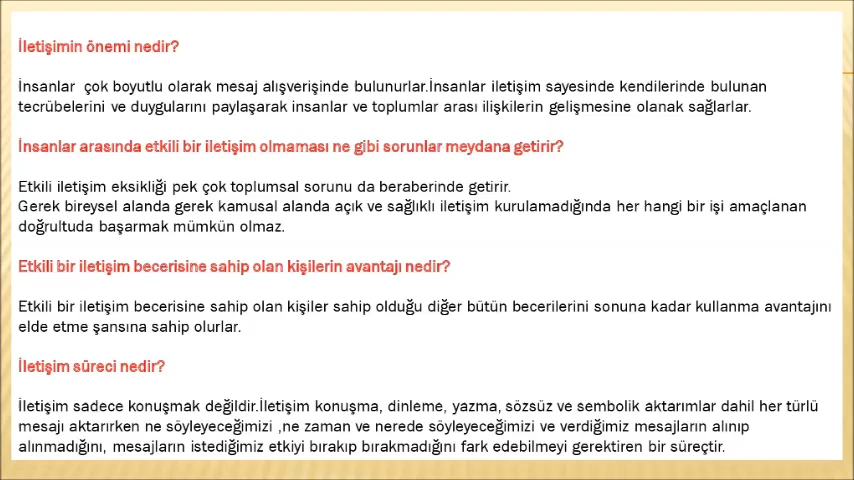 İletişimin önemi nedir?
İnsanlar çok boyutlu olarak mesaj alışverişinde bulunurlar.İnsanlar iletişim sayesinde kendilerinde bulunan
tecrübelerini ve duygularını paylaşarak insanlar ve toplumlar arası ilişkilerin gelişmesine olanak sağlarlar.
İnsanlar arasında etkili bir iletişim olmaması ne gibi sorunlar meydana getirir?
Etkili iletişim eksikliği pek çok toplumsal sorunu da beraberinde getirir.
Gerek bireysel alanda gerek kamusal alanda açık ve sağlıklı iletişim kurulamadığında her hangi bir işi amaçlanan
doğrultuda başarmak mümkün olmaz.
Etkili bir iletişim becerisine sahip olan kişilerin avantajı nedir?
Etkili bir iletişim becerisine sahip olan kişiler sahip olduğu diğer bütün becerilerini sonuna kadar kullanma avantajını
elde etme şansına sahip olurlar.
İletişim süreci nedir?
İletişim sadece konuşmak değildir.İletişim konuşma, dinleme, yazma, sözsüz ve sembolik aktarımlar dahil her türlü
mesajı aktarırken ne söyleyeceğimizi ,ne zaman ve nerede söyleyeceğimizi ve verdiğimiz mesajların alınıp
alınmadığını, mesajların istediğimiz etkiyi bırakıp bırakmadığını fark edebilmeyi gerektiren bir süreçtir.